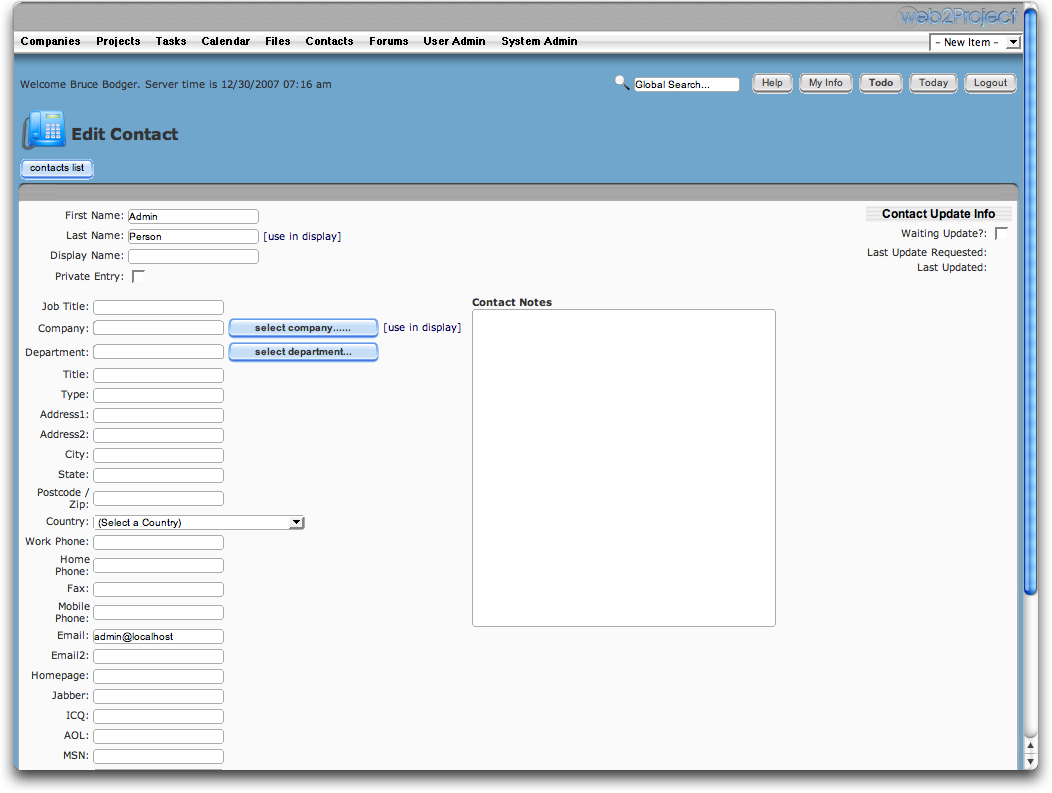 web2Project
Companies Projects Tasks Calendar Files Contacts Forums User Admin System Admin
- New Item -
Welcome Bruce Bodger. Server time is 12/30/2007 07:16 am
Global Search...
Help My Info Todo Today Logout
Edit Contact
contacts list
First Name: Admin
Last Name: Person [use in display]
Display Name:
Private Entry:
Contact Update Info
Waiting Update?:
Last Update Requested:
Last Updated:
Job Title:
Company: select company...... [use in display]
Department: select department...
Title:
Type:
Address1:
Address2:
City:
State:
Postcode /
Zip:
Country: (Select a Country)
Work Phone:
Home
Phone:
Fax:
Mobile
Phone:
Email: admin@localhost
Email2:
Homepage:
Jabber:
ICQ:
AOL:
MSN:
Contact Notes